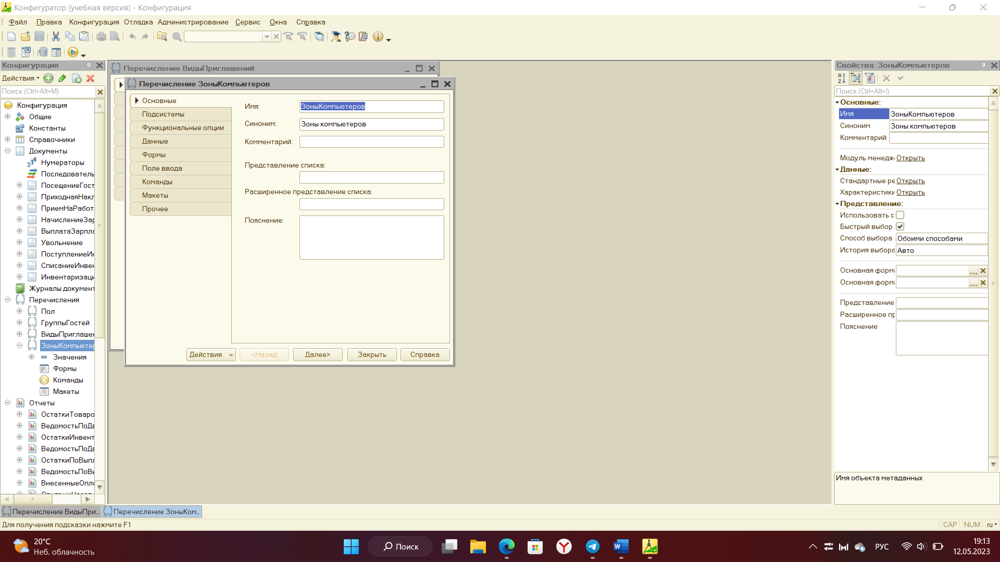 Конфигуратор (учебная версия) - Конфигурация
Файл Правка Конфигурация Отладка Администрирование Сервис Окна Справка
Конфигурация
Действия
Поиск (Ctrl+Alt+M)
Конфигурация
Общие
Константы
Справочники
Документы
Нумераторы
Последователь
ПосещениеГост
ПриходнаяНакл
ПриемНаРабот
НачислениеЗар
ВыплатаЗарпла
Увольнение
ПоступлениеИн
СписаниеИнвен
Инвентаризаци
Журналы документ
Перечисления
Пол
ГруппыГостей
ВидыПриглашен
ЗоныКомпьютер
Значения
Формы
Команды
Макеты
Отчеты
ОстаткиТоваро
ВедомостьПоДв
ОстаткиИнвент
ВедомостьПоДв
ОстаткиПоВыпл
ВедомостьПоВы
ВнесенныеОпла
Перечисление ВидыПриглашений
Перечисление ЗоныКомпьютеров
Основные
Подсистемы
Функциональные опции
Данные
Формы
Поле ввода
Команды
Макеты
Прочее
Имя: ЗоныКомпьютеров
Синоним: Зоны компьютеров
Комментарий:
Представление списка:
Расширенное представление списка:
Пояснение:
Действия <Назад Далее> Закрыть Справка
Свойства: ЗоныКомпьютеров
Поиск (Ctrl+Alt+I)
Основные:
Имя ЗоныКомпьютеров
Синоним Зоны компьютеров
Комментарий
Модуль менедж Открыть
Данные:
Стандартные ре Открыть
Характеристики Открыть
Представление:
Использовать с
Быстрый выбор
Способ выбора Обоими способами
История выбора Авто
Основная форма
Основная форма
Представление
Расширенное пр
Пояснение
Имя объекта метаданных
Перечисление ВидыПри... Перечисление ЗоныКом...
Для получения подсказки нажмите F1 CAP NUM ru
20°C
Неб. облачность
Поиск
РУС
19:13
12.05.2023